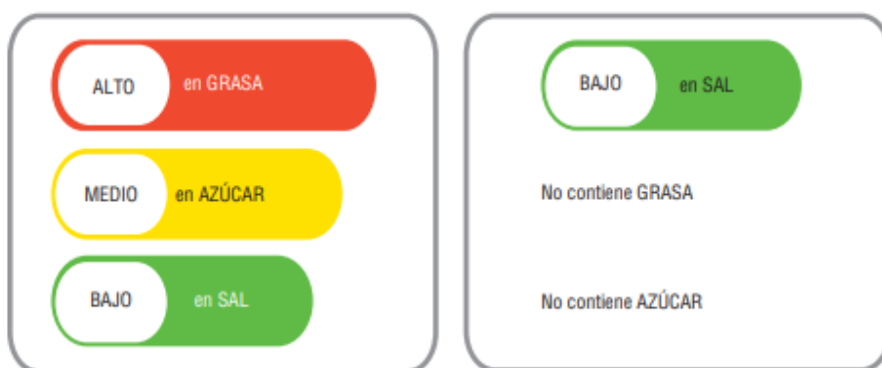 ALTO en GRASA
MEDIO en AZÚCAR
BAJO en SAL
BAJO en SAL
No contiene GRASA
No contiene AZÚCAR